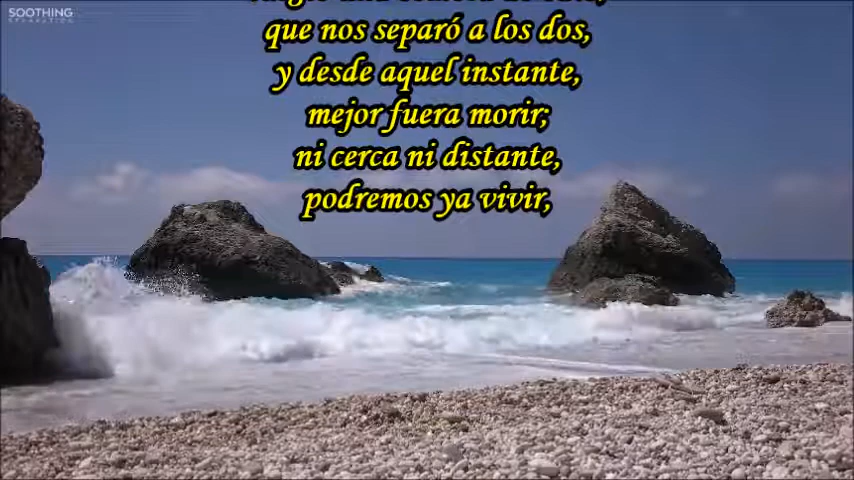 SOOTHING
RELAXATION
que nos separó a los dos,
y desde aquel instante,
mejor fuera morir;
ni cerca ni distante,
podremos ya vivir,